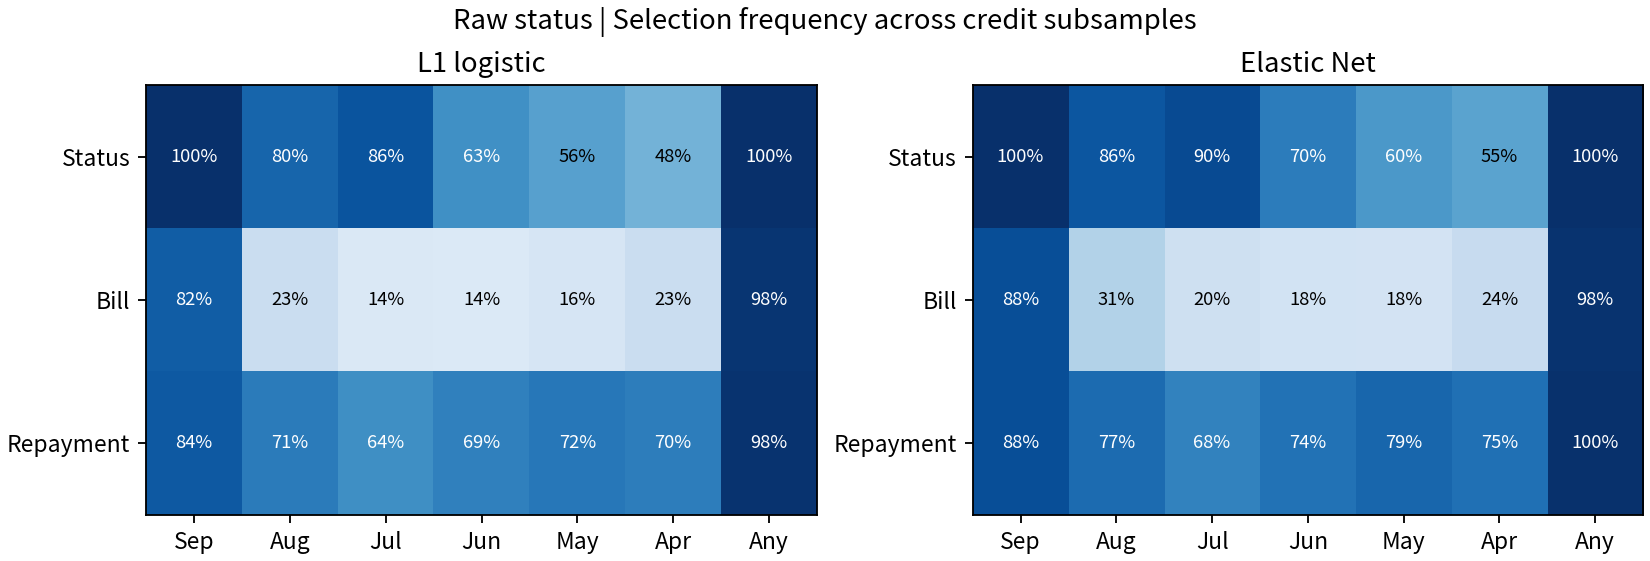 Raw status | Selection frequency across credit subsamples
L1 logistic
Status 100% 80% 86% 63% 56% 48% 100%
Bill 82% 23% 14% 14% 16% 23% 98%
Repayment 84% 71% 64% 69% 72% 70% 98%
Sep Aug Jul Jun May Apr Any
Elastic Net
Status 100% 86% 90% 70% 60% 55% 100%
Bill 88% 31% 20% 18% 18% 24% 98%
Repayment 88% 77% 68% 74% 79% 75% 100%
Sep Aug Jul Jun May Apr Any